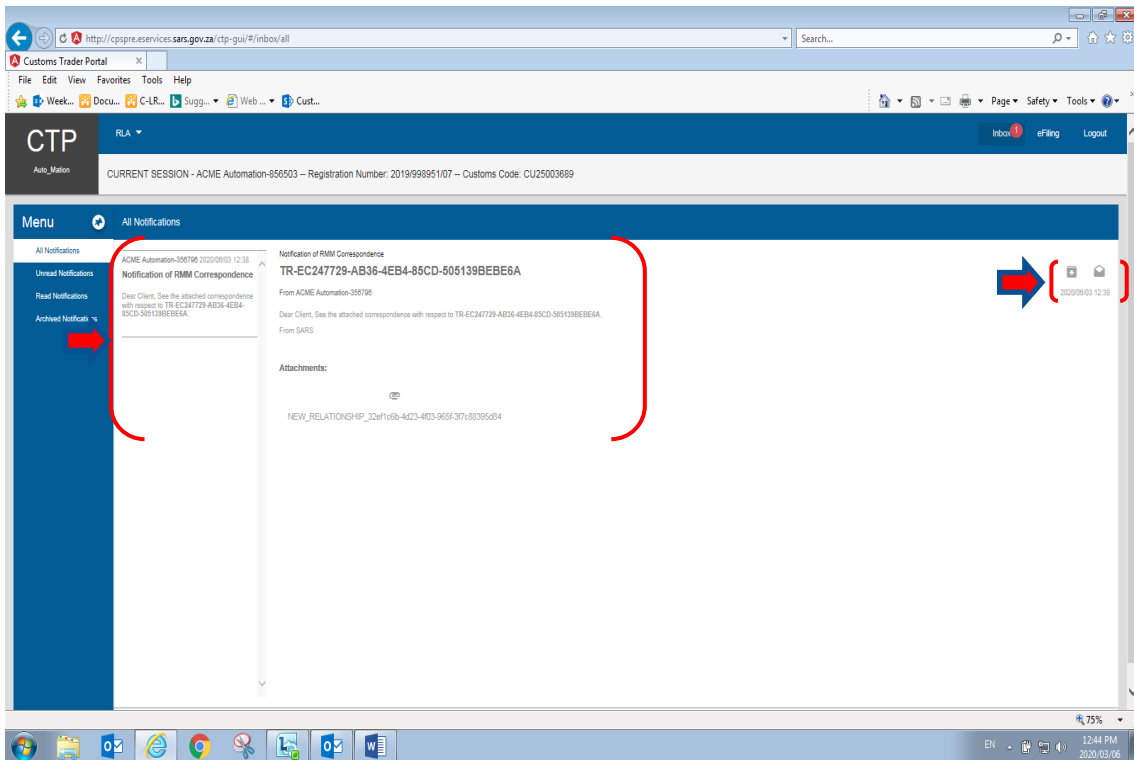 http://cpspre.eservices.sars.gov.za/ctp-gui/#/inbox/all
Search...
Customs Trader Portal
File Edit View Favorites Tools Help
Week... Docu... C-LR... Sugg... Web ... Cust...
Page Safety Tools
CTP
Auto_Mation
RLA
Inbox 1 eFiling Logout
CURRENT SESSION - ACME Automation-856503 -- Registration Number: 2019/998951/07 -- Customs Code: CU25003689
Menu
All Notifications
All Notifications
Unread Notifications
Read Notifications
Archived Notifications
ACME Automation-356796 2020/06/03 12:38
Notification of RMM Correspondence
Dear Client, See the attached correspondence
with respect to TR-EC247729-AB36-4EB4-
85CD-505139BEBE6A.
Notification of RMM Correspondence
TR-EC247729-AB36-4EB4-85CD-505139BEBE6A
From ACME Automation-356796
Dear Client, See the attached correspondence with respect to TR-EC247729-AB36-4EB4-85CD-505139BEBE6A.
From SARS
Attachments:
NEW_RELATIONSHIP_32ef1c6b-4d23-4f03-965f-3f7c88395d84
2020/06/03 12:38
75%
EN
12:44 PM
2020/03/06